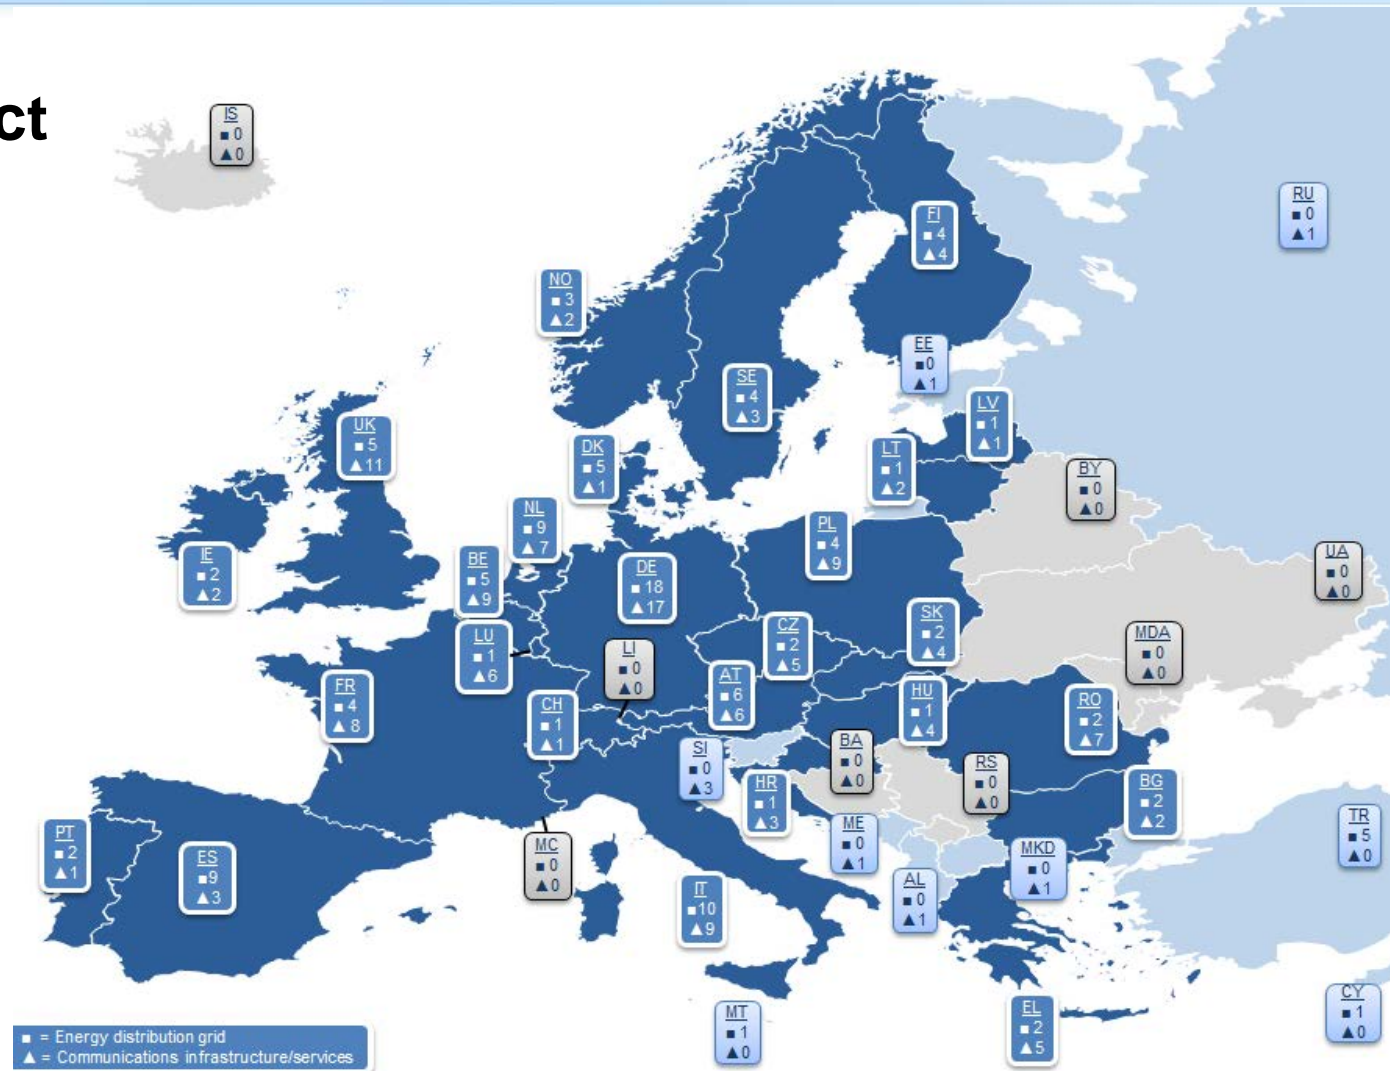 ct
IS
■ 0
▲ 0
RU
■ 0
▲ 1
FI
■ 4
▲ 4
NO
■ 3
▲ 2
EE
■ 0
▲ 1
SE
■ 4
▲ 3
LV
■ 1
▲ 1
UK
■ 5
▲ 11
DK
■ 5
▲ 1
LT
■ 1
▲ 2
BY
■ 0
▲ 0
NL
■ 9
▲ 7
PL
■ 4
▲ 9
IE
■ 2
▲ 2
BE
■ 5
▲ 9
DE
■ 18
▲ 17
UA
■ 0
▲ 0
LU
■ 1
▲ 6
LI
■ 0
▲ 0
CZ
■ 2
▲ 5
SK
■ 2
▲ 4
MDA
■ 0
▲ 0
FR
■ 4
▲ 8
CH
■ 1
▲ 1
AT
■ 6
▲ 6
HU
■ 1
▲ 4
RO
■ 2
▲ 7
SI
■ 0
▲ 3
BA
■ 0
▲ 0
RS
■ 0
▲ 0
HR
■ 1
▲ 3
BG
■ 2
▲ 2
PT
■ 2
▲ 1
ES
■ 9
▲ 3
MC
■ 0
▲ 0
ME
■ 0
▲ 1
MKD
■ 0
▲ 1
TR
■ 5
▲ 0
IT
■ 10
▲ 9
AL
■ 0
▲ 1
MT
■ 1
▲ 0
EL
■ 2
▲ 5
CY
■ 1
▲ 0
■ = Energy distribution grid
▲ = Communications infrastructure/services